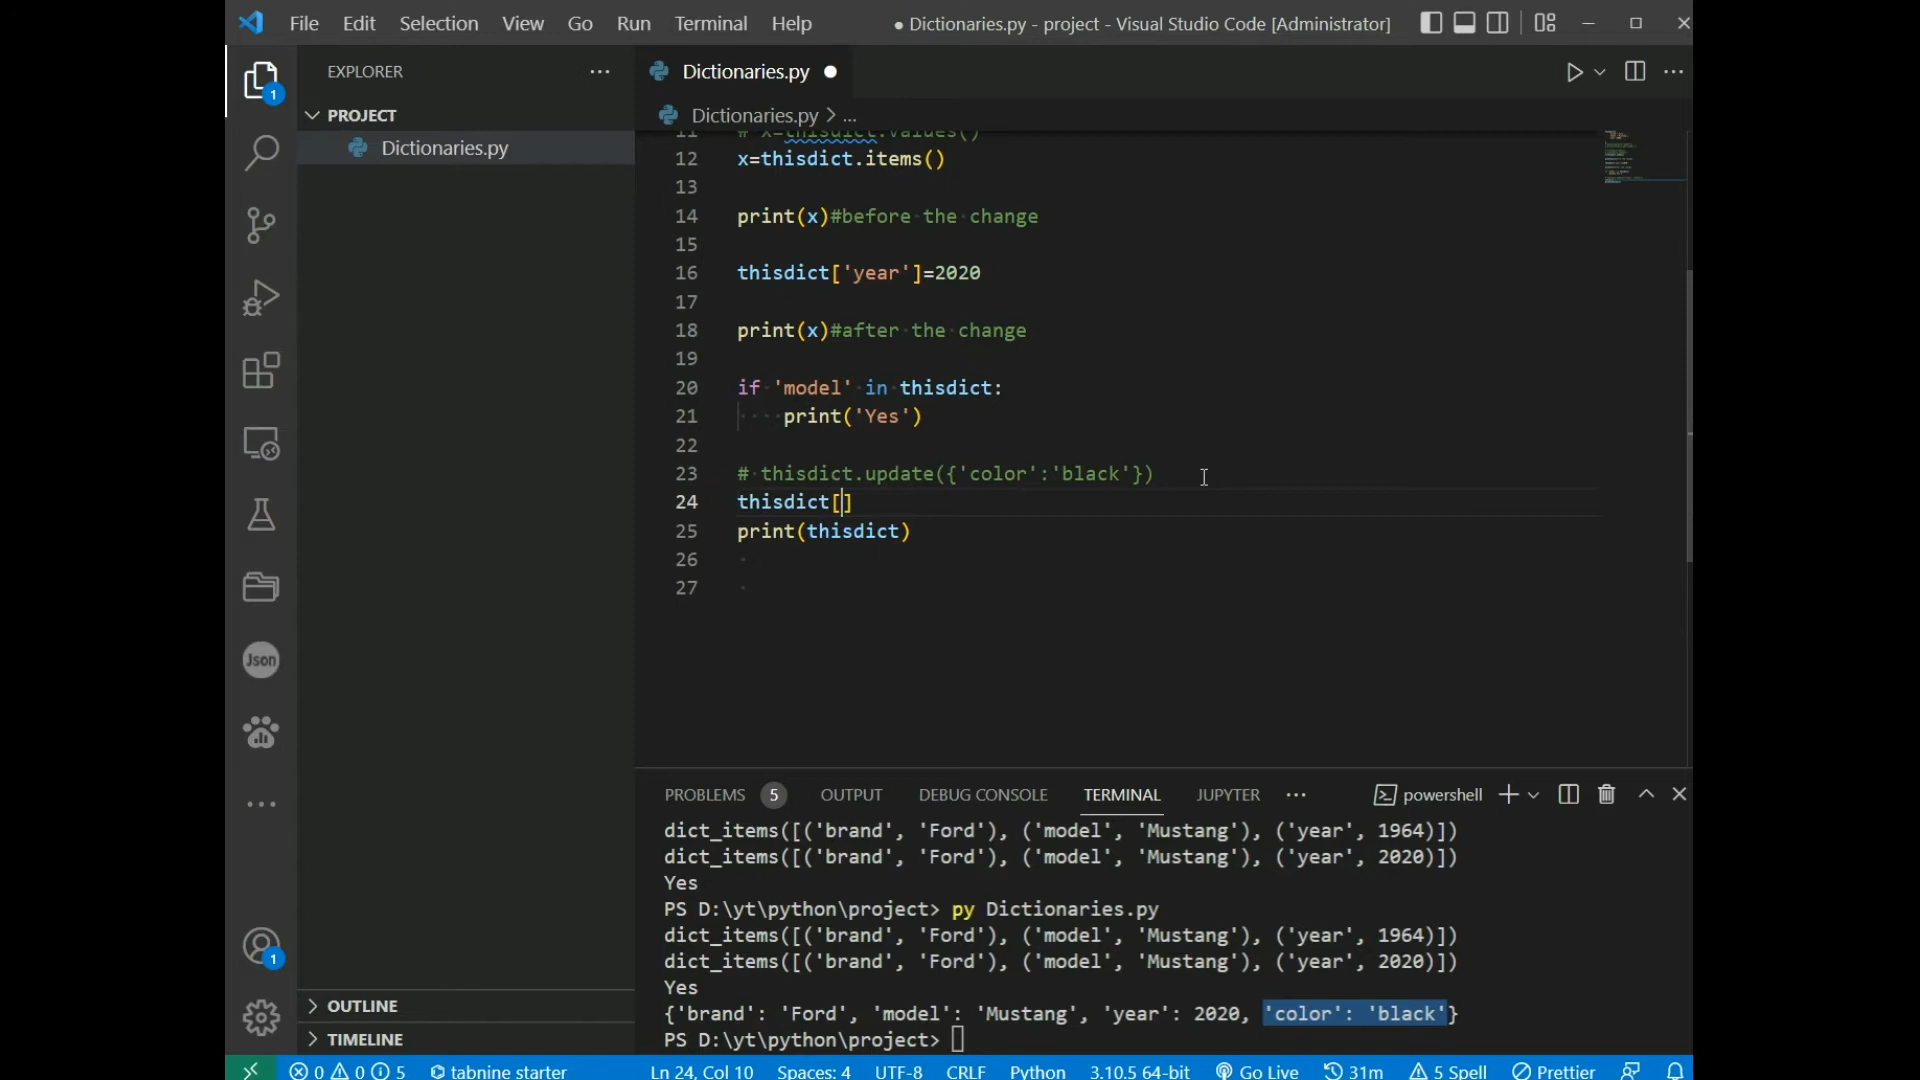 File Edit Selection View Go Run Terminal Help ● Dictionaries.py - project - Visual Studio Code [Administrator]
EXPLORER
Dictionaries.py
1
PROJECT
Dictionaries.py > ...
Dictionaries.py
11 # x=thisdict.values()
12 x=thisdict.items()
13
14 print(x)#before the change
15
16 thisdict['year']=2020
17
18 print(x)#after the change
19
20 if 'model' in thisdict:
21 print('Yes')
22
23 # thisdict.update({'color':'black'})
24 thisdict[]
25 print(thisdict)
26
27
Json
PROBLEMS 5 OUTPUT DEBUG CONSOLE TERMINAL JUPYTER ... powershell
dict_items([('brand', 'Ford'), ('model', 'Mustang'), ('year', 1964)])
dict_items([('brand', 'Ford'), ('model', 'Mustang'), ('year', 2020)])
Yes
PS D:\yt\python\project> py Dictionaries.py
dict_items([('brand', 'Ford'), ('model', 'Mustang'), ('year', 1964)])
dict_items([('brand', 'Ford'), ('model', 'Mustang'), ('year', 2020)])
Yes
{'brand': 'Ford', 'model': 'Mustang', 'year': 2020, 'color': 'black'}
PS D:\yt\python\project>
1
OUTLINE
TIMELINE
0 0 5 tabnine starter Ln 24, Col 10 Spaces: 4 UTF-8 CRLF Python 3.10.5 64-bit Go Live 31m 5 Spell Prettier